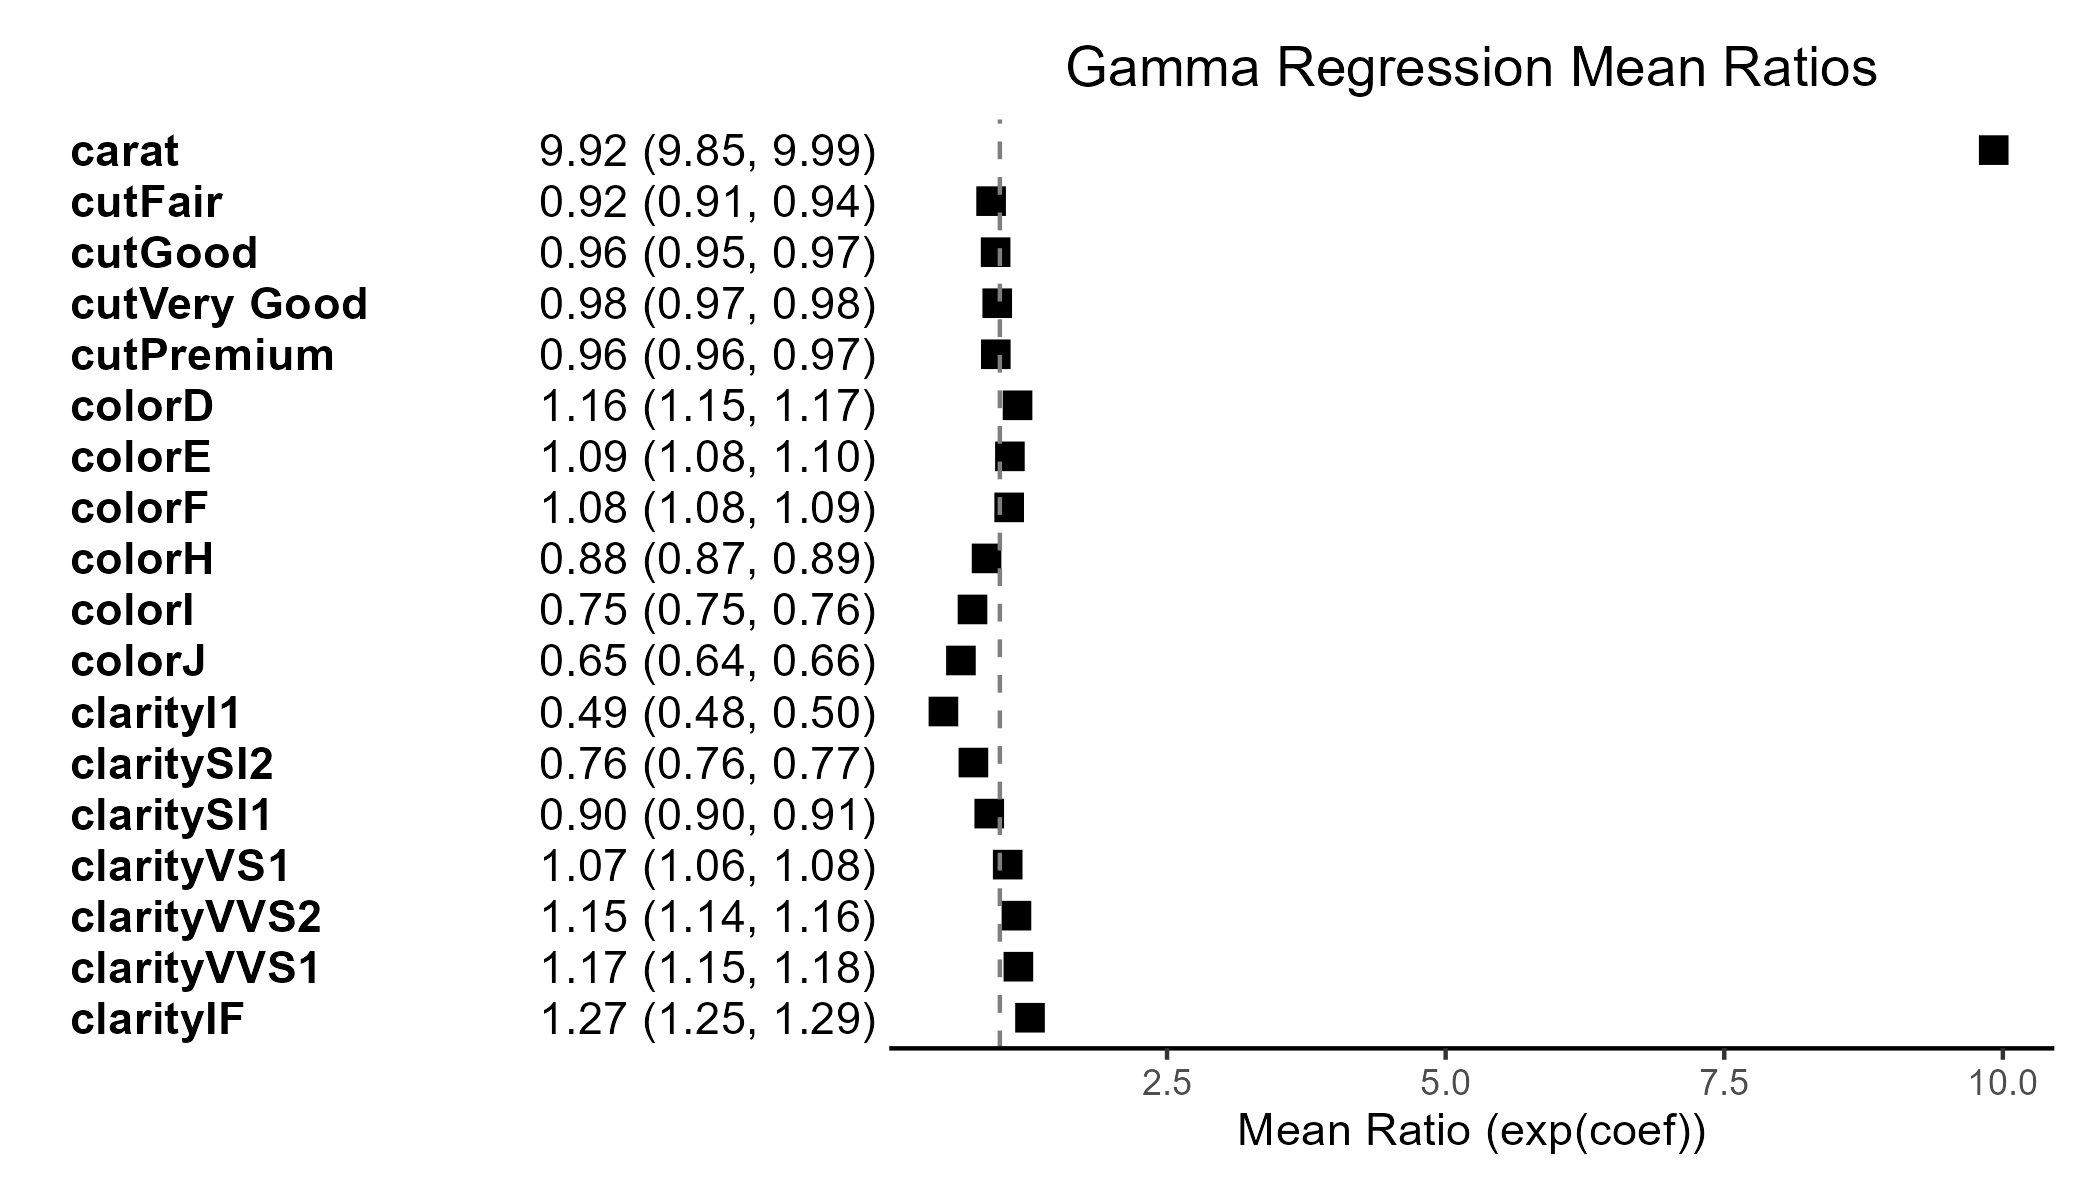 Gamma Regression Mean Ratios
carat 9.92 (9.85, 9.99)
cutFair 0.92 (0.91, 0.94)
cutGood 0.96 (0.95, 0.97)
cutVery Good 0.98 (0.97, 0.98)
cutPremium 0.96 (0.96, 0.97)
colorD 1.16 (1.15, 1.17)
colorE 1.09 (1.08, 1.10)
colorF 1.08 (1.08, 1.09)
colorH 0.88 (0.87, 0.89)
colorI 0.75 (0.75, 0.76)
colorJ 0.65 (0.64, 0.66)
clarityI1 0.49 (0.48, 0.50)
claritySI2 0.76 (0.76, 0.77)
claritySI1 0.90 (0.90, 0.91)
clarityVS1 1.07 (1.06, 1.08)
clarityVVS2 1.15 (1.14, 1.16)
clarityVVS1 1.17 (1.15, 1.18)
clarityIF 1.27 (1.25, 1.29)
2.5 5.0 7.5 10.0
Mean Ratio (exp(coef))